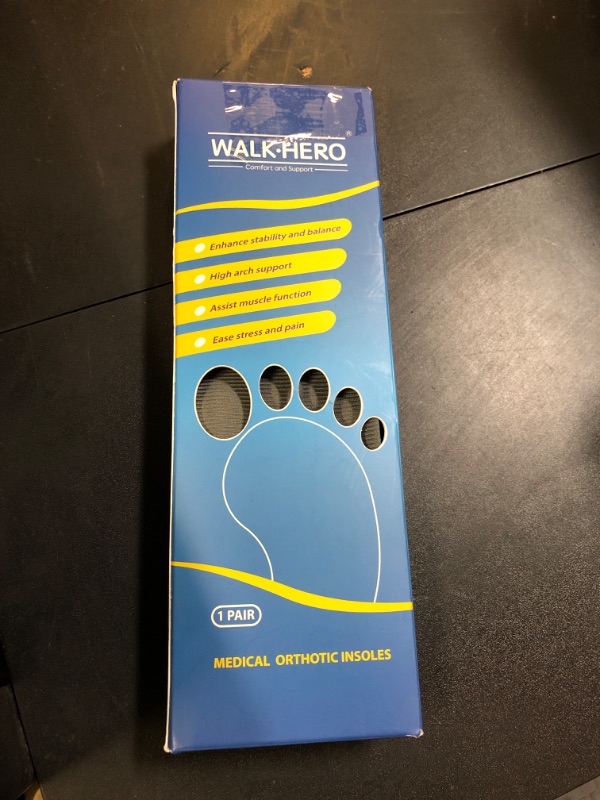 ®
WALK·HERO
Comfort and Support
Enhance stability and balance
High arch support
Assist muscle function
Ease stress and pain
1 PAIR
MEDICAL ORTHOTIC INSOLES